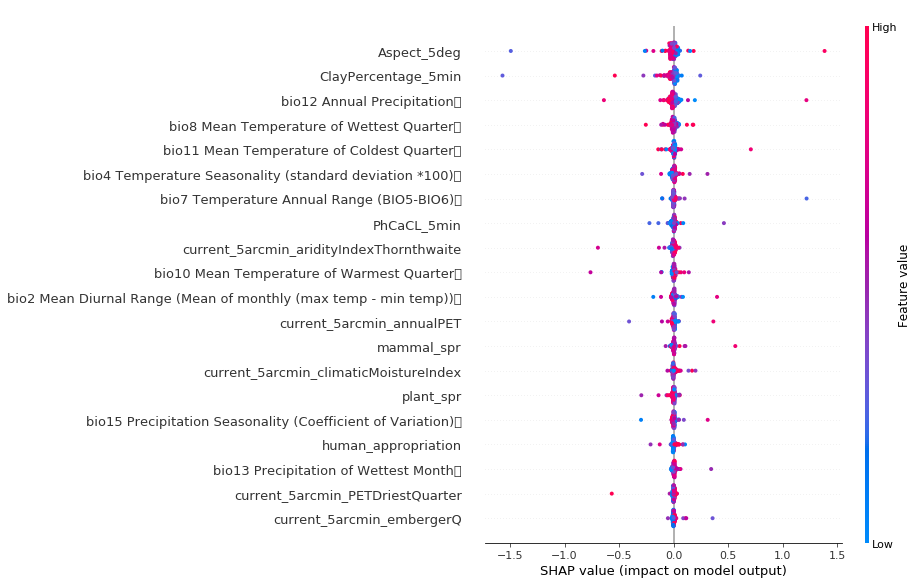 High
Aspect_5deg
ClayPercentage_5min
bio12 Annual Precipitation
bio8 Mean Temperature of Wettest Quarter
bio11 Mean Temperature of Coldest Quarter
bio4 Temperature Seasonality (standard deviation *100)
bio7 Temperature Annual Range (BIO5-BIO6)
PhCaCL_5min
current_5arcmin_aridityIndexThornthwaite
bio10 Mean Temperature of Warmest Quarter
bio2 Mean Diurnal Range (Mean of monthly (max temp - min temp))
current_5arcmin_annualPET
mammal_spr
current_5arcmin_climaticMoistureIndex
plant_spr
bio15 Precipitation Seasonality (Coefficient of Variation)
human_appropriation
bio13 Precipitation of Wettest Month
current_5arcmin_PETDriestQuarter
current_5arcmin_embergerQ
Feature value
Low
−1.5 −1.0 −0.5 0.0 0.5 1.0 1.5
SHAP value (impact on model output)